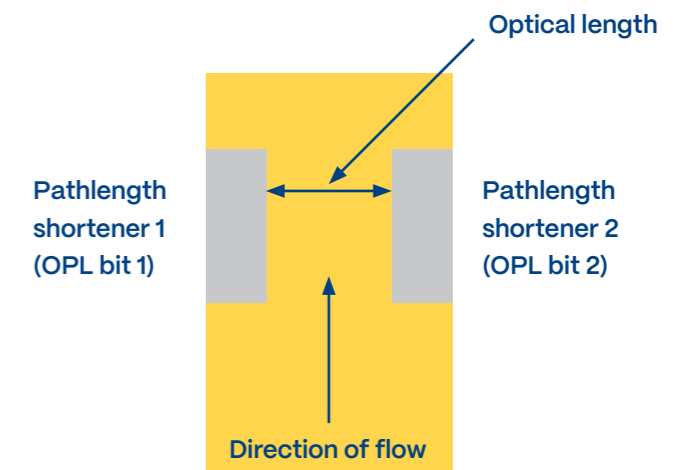 Optical length
Pathlength
shortener 1
(OPL bit 1)
Pathlength
shortener 2
(OPL bit 2)
Direction of flow